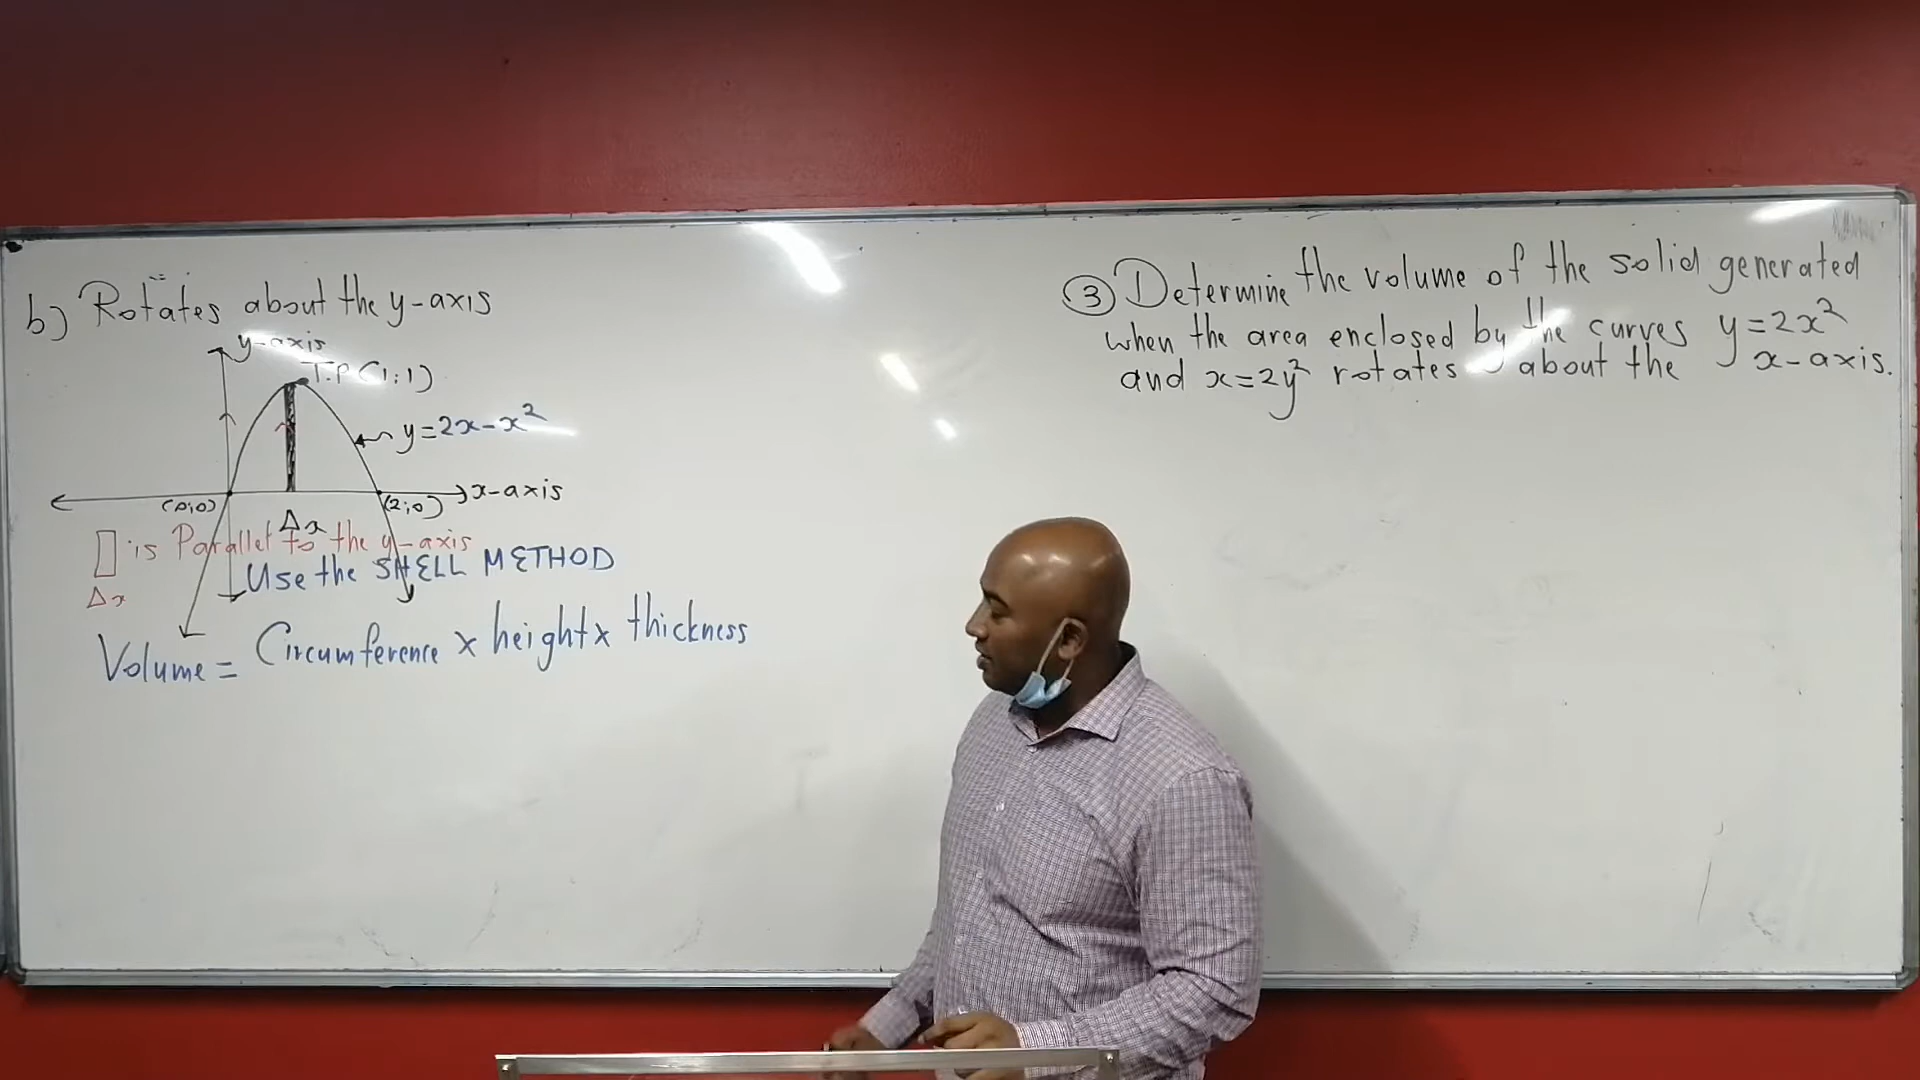 b) Rotates about the y-axis
y-axis
T.P (1;1)
y=2x-x²
x-axis
(0;0)
(2;0)
Δx
▯ is Parallel to the y-axis
Δx
Use the SHELL METHOD
Volume = Circumference x height x thickness
③ Determine the volume of the solid generated
when the area enclosed by the curves y=2x²
and x=2y² rotates about the x-axis.